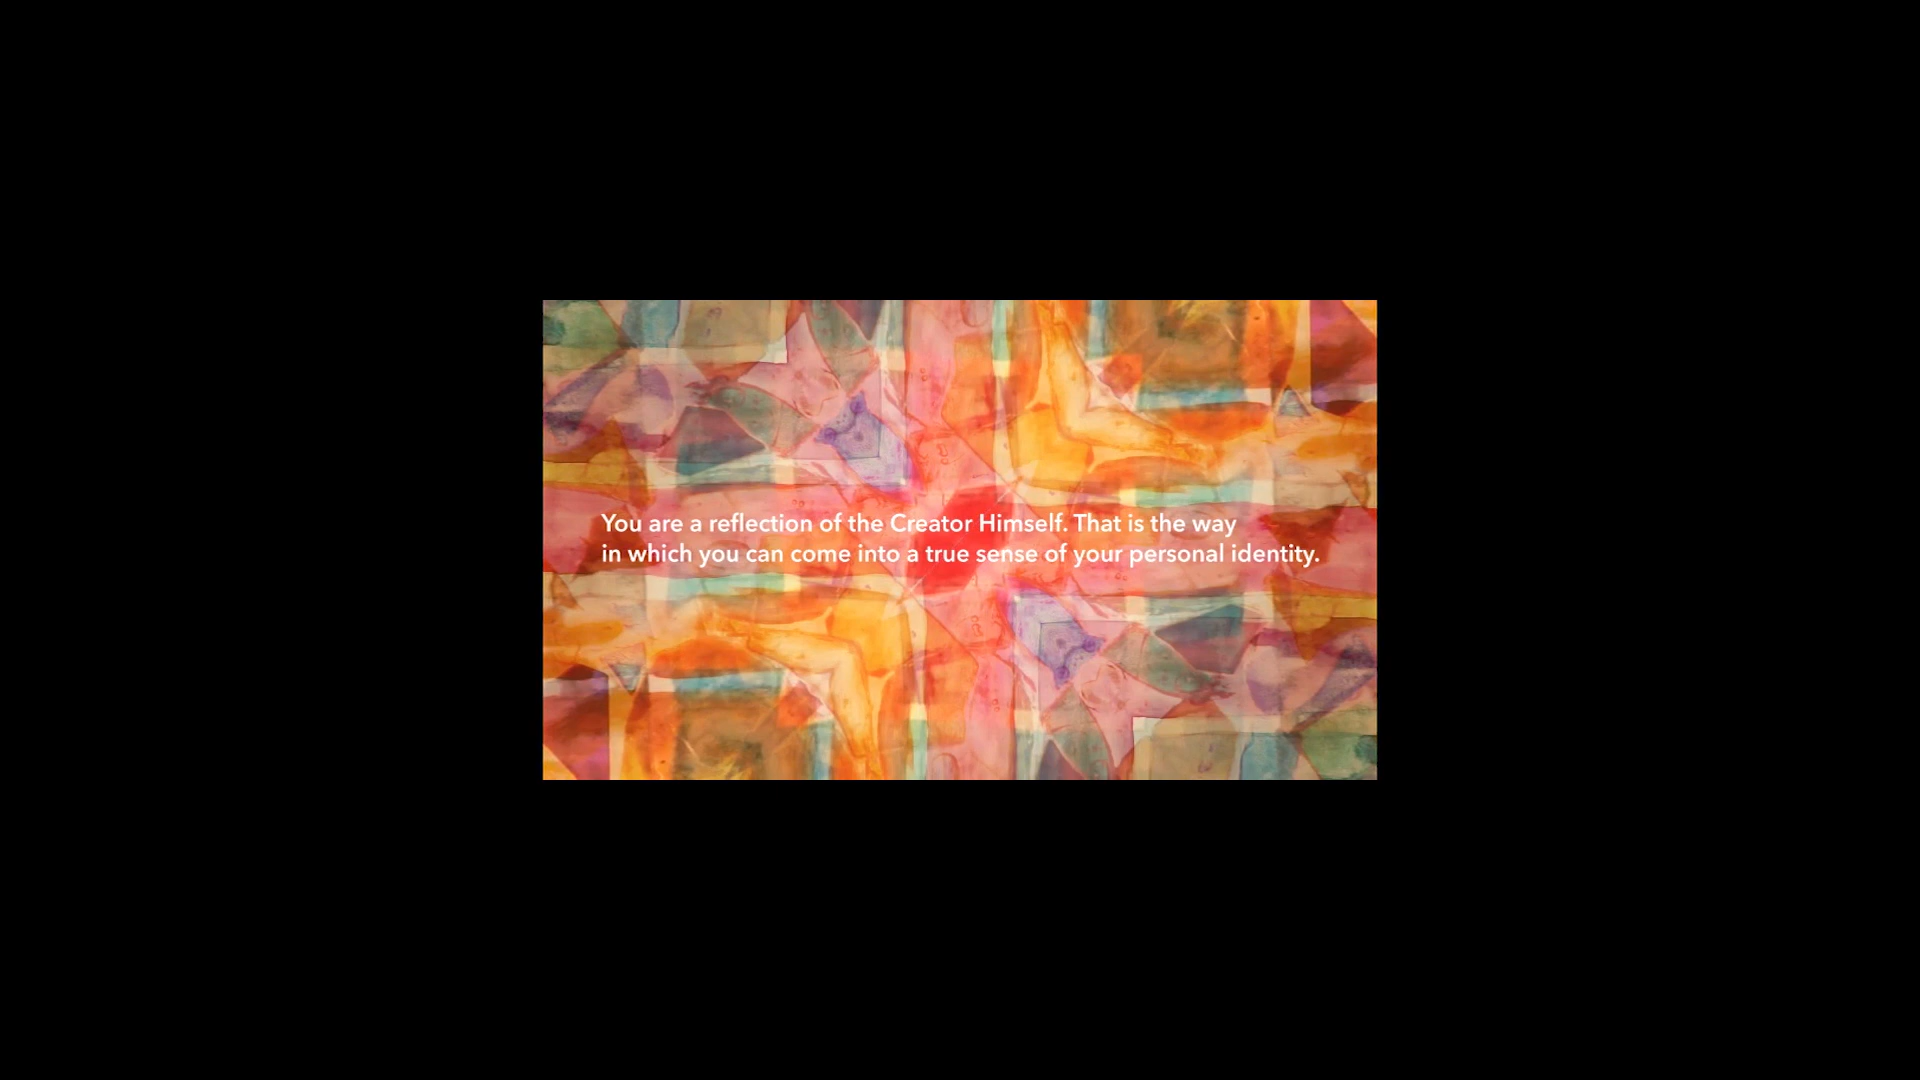 You are a reflection of the Creator Himself. That is the way
in which you can come into a true sense of your personal identity.